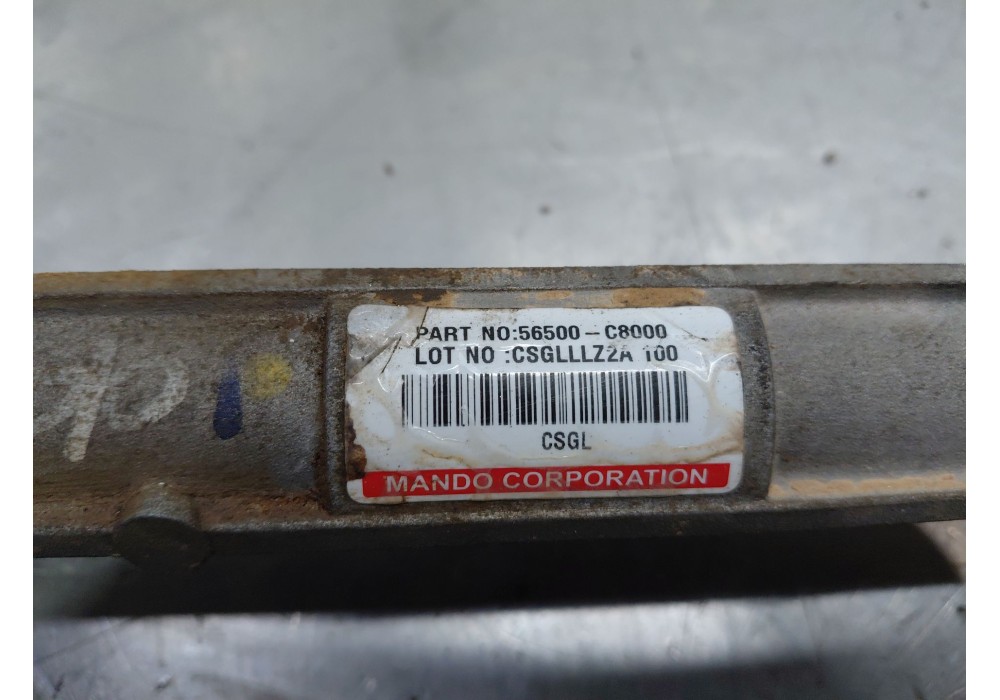 PART NO:56500-C8000
LOT NO :CSGLLLZ2A 100
CSGL
MANDO CORPORATION